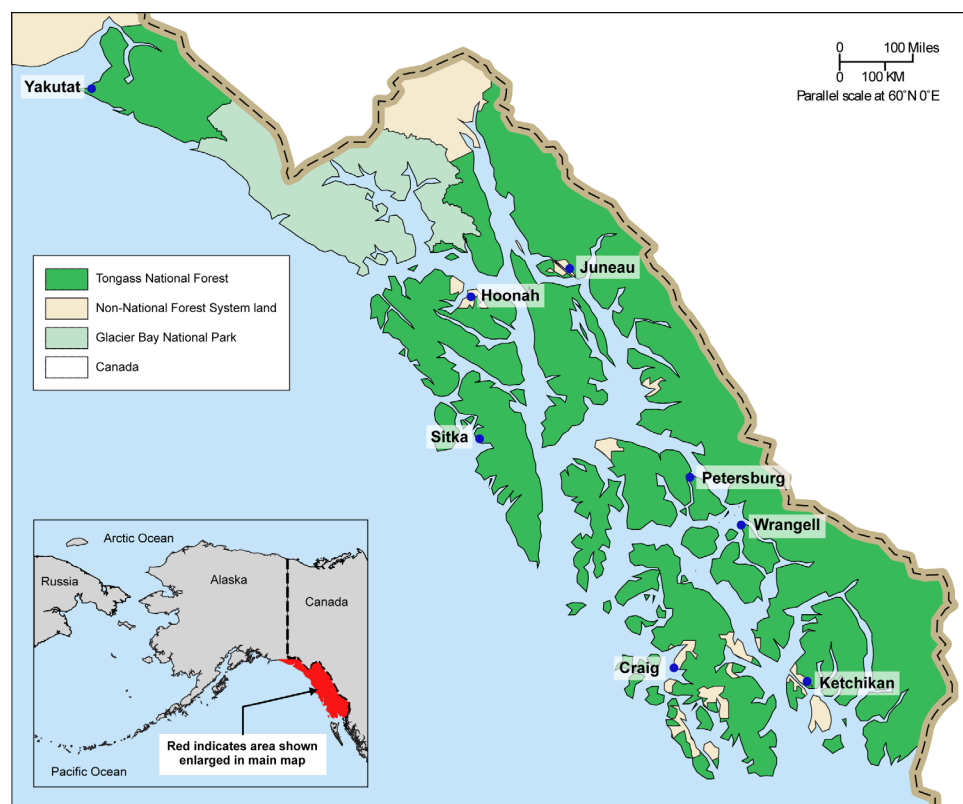 0 100 Miles
0 100 KM
Parallel scale at 60°N 0°E
Yakutat
Juneau
Hoonah
Tongass National Forest
Non-National Forest System land
Glacier Bay National Park
Canada
Sitka
Petersburg
Wrangell
Craig
Ketchikan
Arctic Ocean
Russia
Alaska
Canada
Red indicates area shown
enlarged in main map
Pacific Ocean